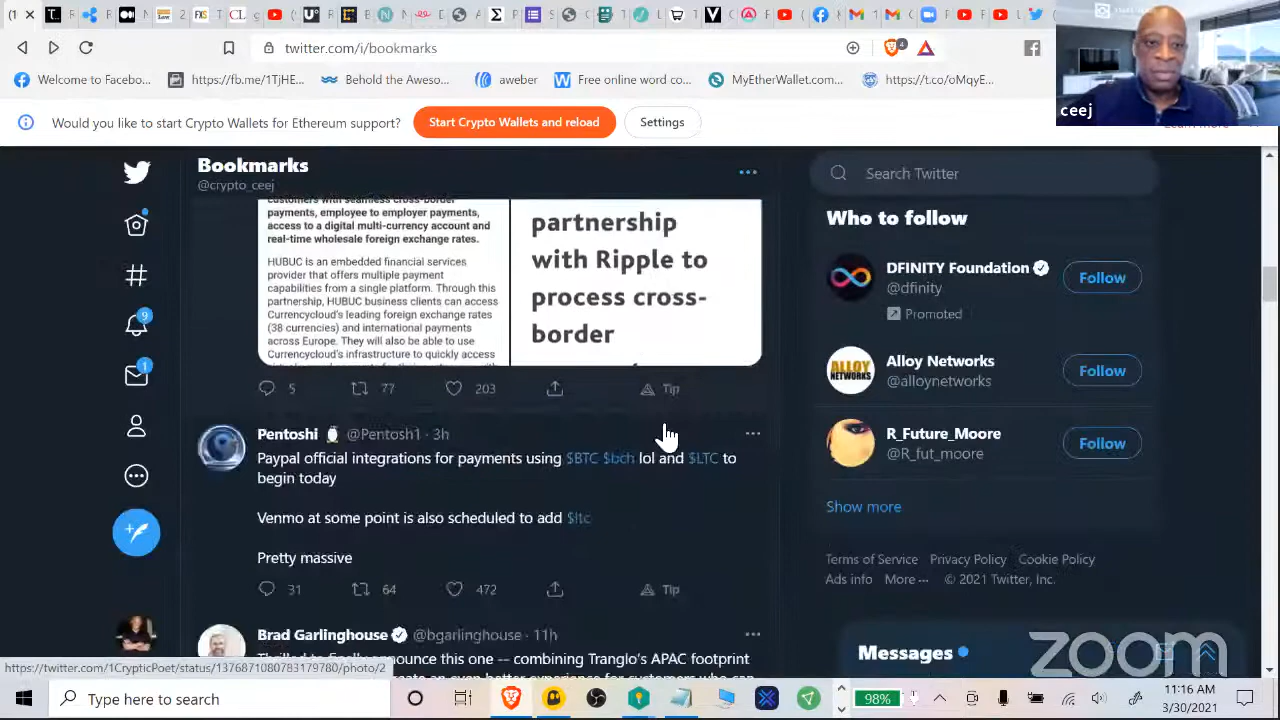 twitter.com/i/bookmarks
4
Welcome to Facebo...
https://fb.me/1TjHE...
Behold the Aweso...
aweber
Free online word co...
MyEtherWallet.com...
https://t.co/oMqyE...
ceej
Would you like to start Crypto Wallets for Ethereum support?
Start Crypto Wallets and reload
Settings
Bookmarks
@crypto_ceej
customers with seamless cross-border
payments, employee to employer payments,
access to a digital multi-currency account and
real-time wholesale foreign exchange rates.
HUBUC is an embedded financial services
provider that offers multiple payment
capabilities from a single platform. Through this
partnership, HUBUC business clients can access
Currencycloud's leading foreign exchange rates
(38 currencies) and international payments
across Europe. They will also be able to use
Currencycloud's infrastructure to quickly access
partnership
with Ripple to
process cross-
border
5 77 203 Tip
Pentoshi @Pentosh1 · 3h
Paypal official integrations for payments using $BTC $bch lol and $LTC to
begin today
Venmo at some point is also scheduled to add $ltc
Pretty massive
31 64 472 Tip
Brad Garlinghouse @bgarlinghouse · 11h
Thrilled to finally announce this one -- combining Tranglo's APAC footprint
9
1
Search Twitter
Who to follow
DFINITY Foundation
@dfinity
Promoted
Follow
Alloy Networks
@alloynetworks
Follow
ALLOY
NETWORKS
R_Future_Moore
@R_fut_moore
Follow
Show more
Terms of Service Privacy Policy Cookie Policy
Ads info More ··· © 2021 Twitter, Inc.
Messages
zoom
https://twitter.com/1CrypticPoet/status/1376871080783179780/photo/2
Type here to search
98%
11:16 AM
3/30/2021